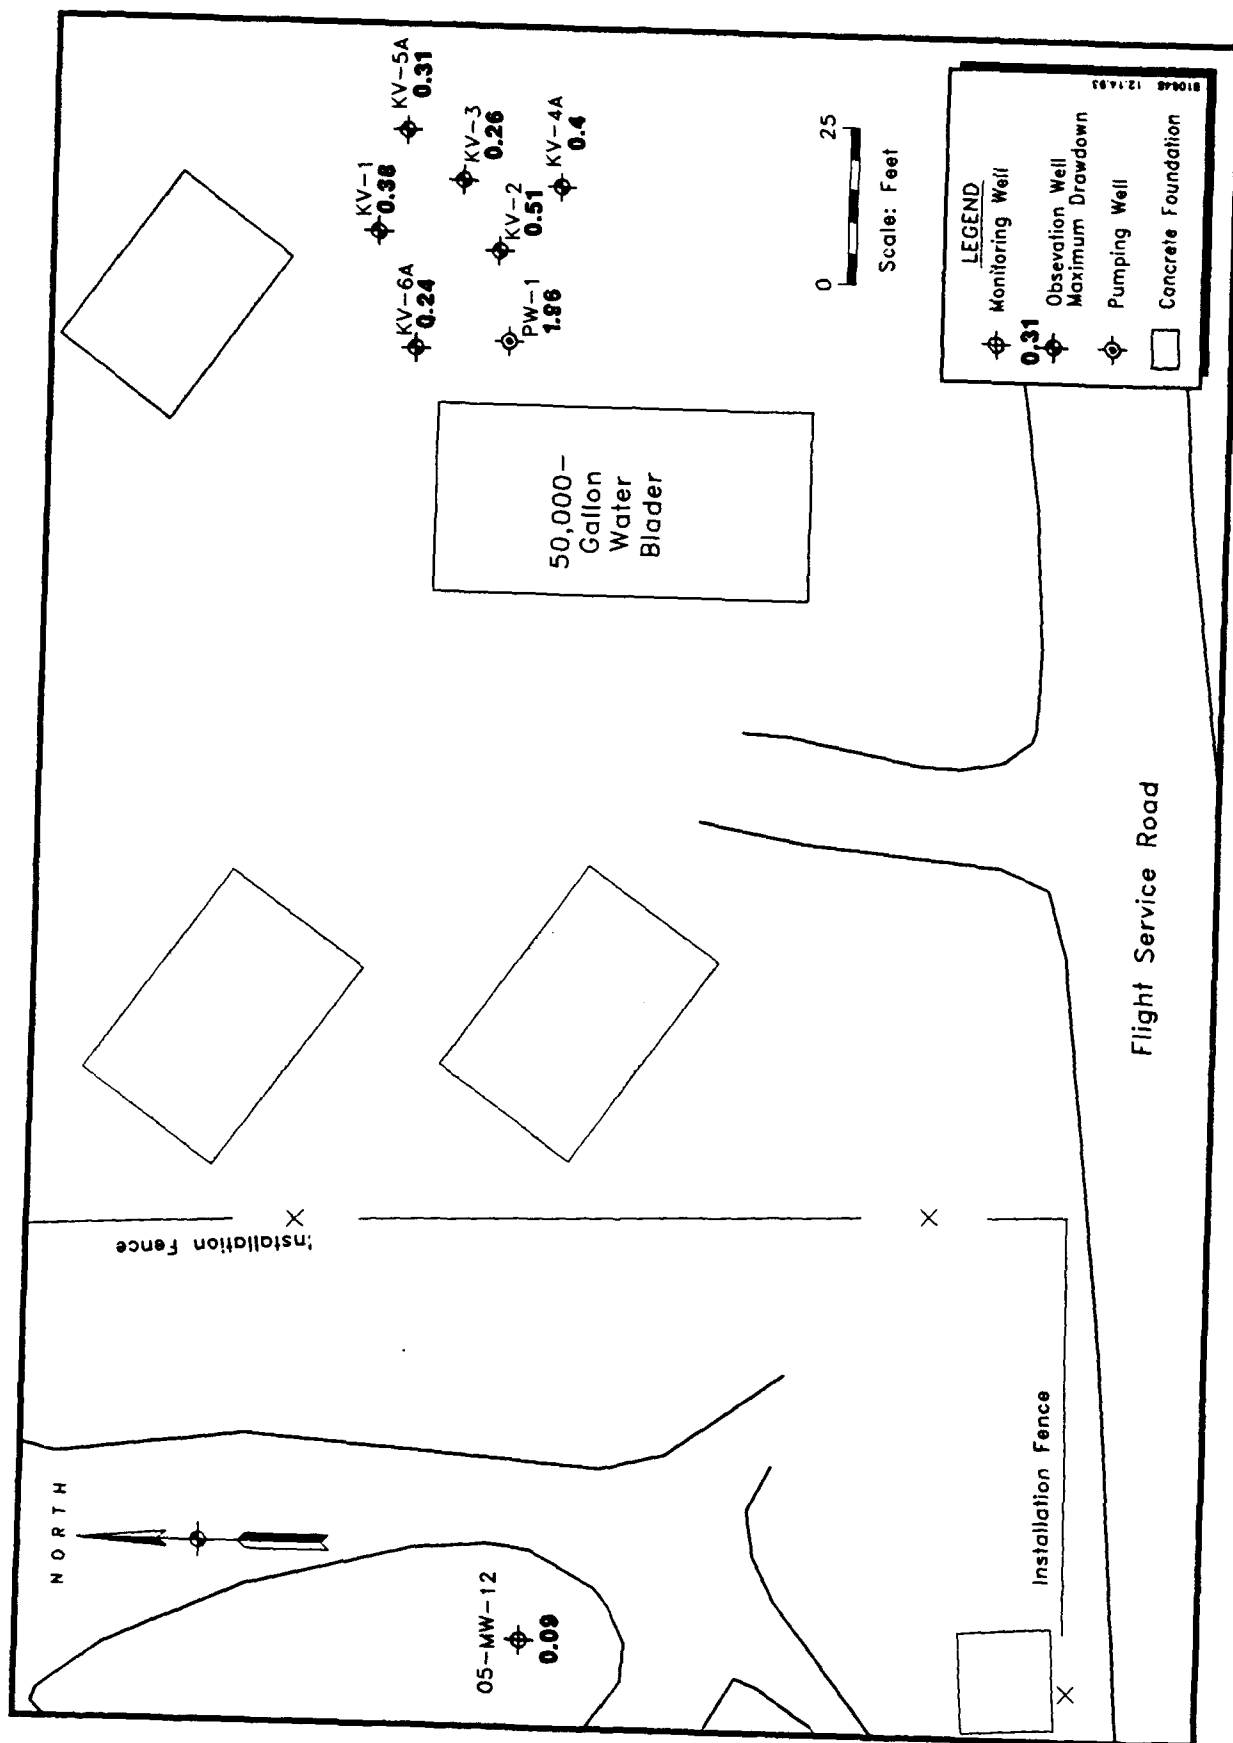 NORTH
05-MW-12
0.09
Installation Fence
Installation Fence
Flight Service Road
50,000-
Gallon
Water
Blader
KV-6A
0.24
KV-1
0.38
KV-5A
0.31
KV-3
0.26
KV-2
0.51
KV-4A
0.4
PW-1
1.96
0
25
Scale: Feet
LEGEND
Monitoring Well
0.31
Obsevation Well
Maximum Drawdown
Pumping Well
Concrete Foundation
12.14.93